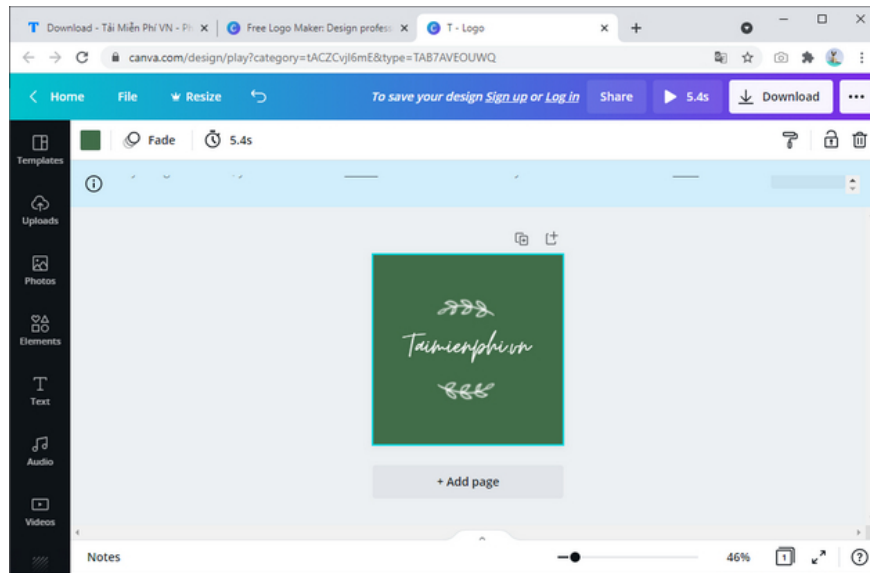 Download - Tải Miễn Phí VN - Ph
Free Logo Maker: Design profess
T - Logo
canva.com/design/play?category=tACZCvjI6mE&type=TAB7AVEOUWQ
Home
File
Resize
To save your design Sign up or Log in
Share
5.4s
Download
Templates
Fade
5.4s
Uploads
Photos
Elements
Text
Audio
Videos
Taimienphi.vn
+ Add page
Notes
46%
1